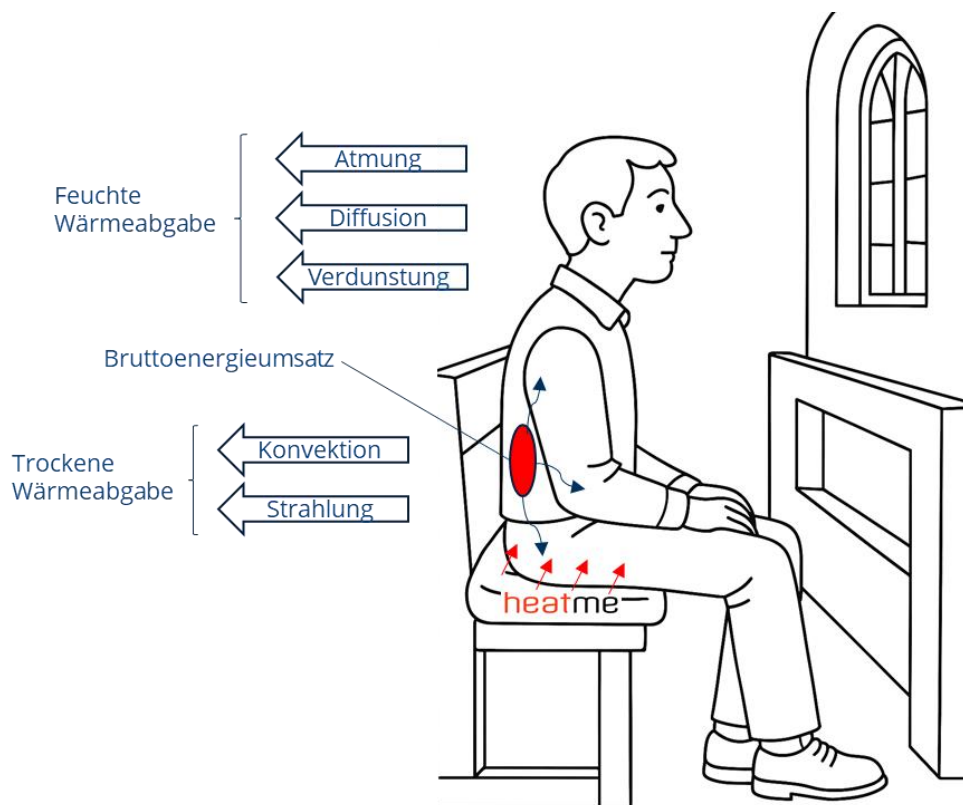 Atmung
Feuchte
Wärmeabgabe
Diffusion
Verdunstung
Bruttoenergieumsatz
Trockene
Wärmeabgabe
Konvektion
Strahlung
heatme